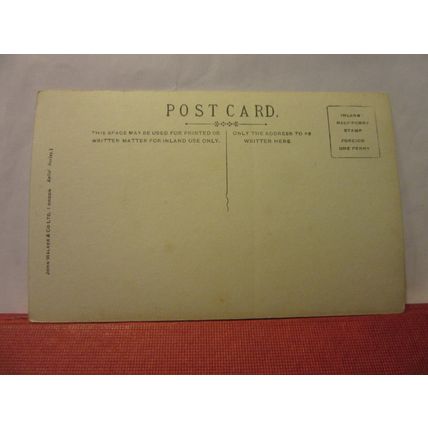 POST CARD.
THIS SPACE MAY BE USED FOR PRINTED OR
WRITTEN MATTER FOR INLAND USE ONLY.
ONLY THE ADDRESS TO BE
WRITTEN HERE
INLAND
HALFPENNY
STAMP
FOREIGN
ONE PENNY
JOHN WALKER & CO LTD, LONDON